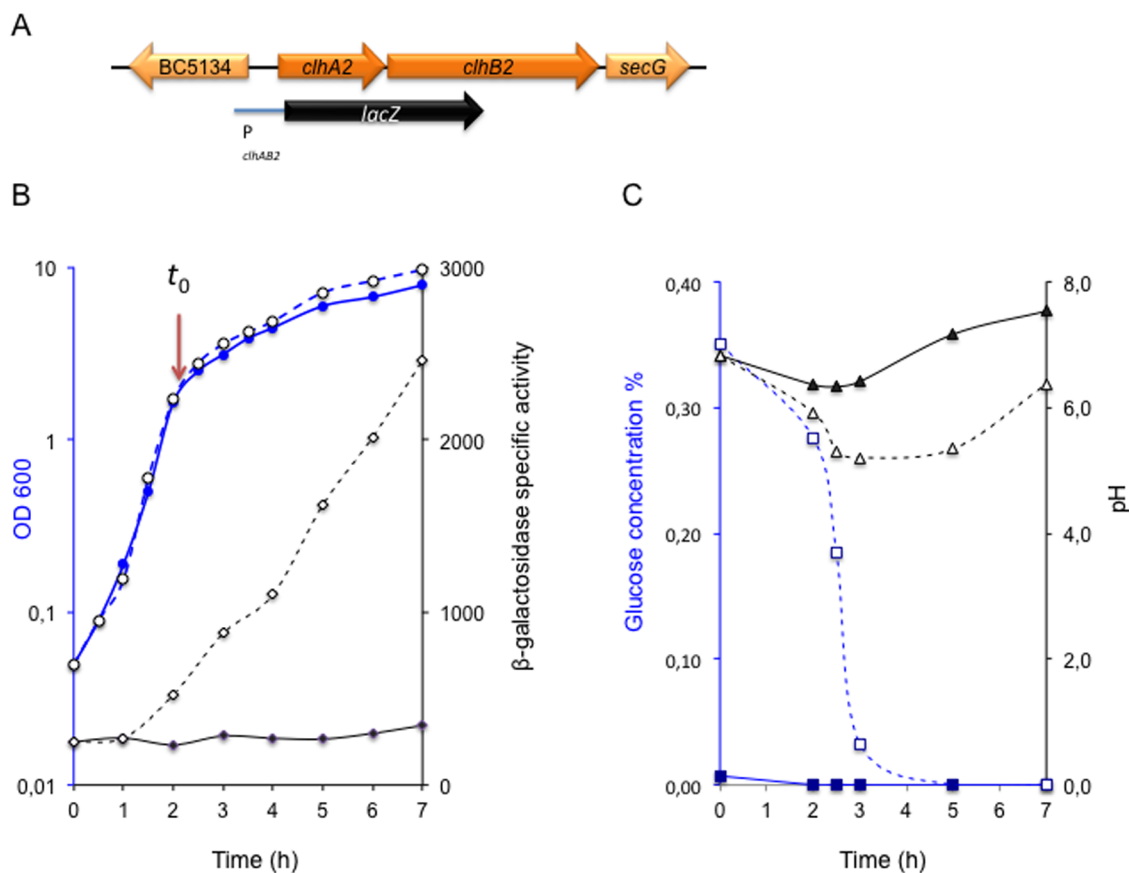 A
BC5134 clhA2 clhB2 secG
lacZ
P
clhAB2
B
C
t0
10
1
0,1
0,01
OD 600
3000
2000
1000
0
β-galactosidase specific activity
0 1 2 3 4 5 6 7
Time (h)
0,40
0,30
0,20
0,10
0,00
Glucose concentration %
8,0
6,0
4,0
2,0
0,0
pH
0 1 2 3 4 5 6 7
Time (h)